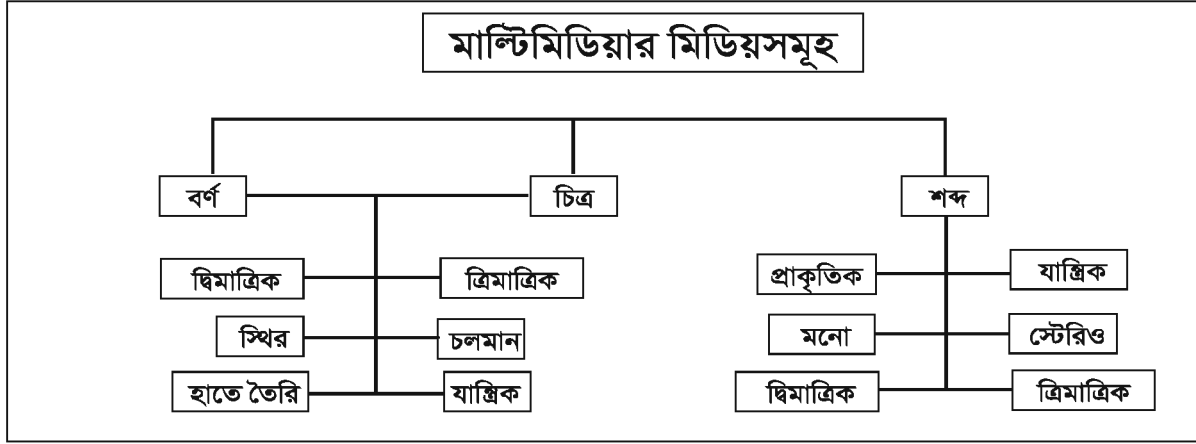 মাল্টিমিডিয়ার মিডিয়সমূহ
বর্ণ চিত্র শব্দ
দ্বিমাত্রিক ত্রিমাত্রিক প্রাকৃতিক যান্ত্রিক
স্থির চলমান মনো স্টেরিও
হাতে তৈরি যান্ত্রিক দ্বিমাত্রিক ত্রিমাত্রিক